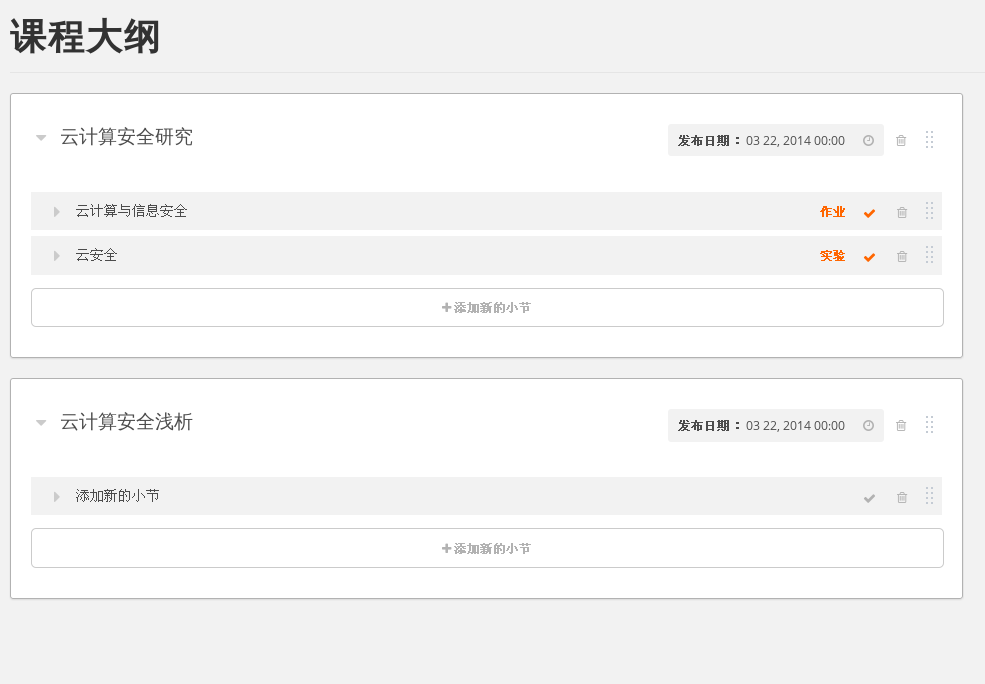 课程大纲
云计算安全研究
发布日期： 03 22, 2014 00:00
云计算与信息安全
作业
云安全
实验
+添加新的小节
云计算安全浅析
发布日期： 03 22, 2014 00:00
添加新的小节
+添加新的小节